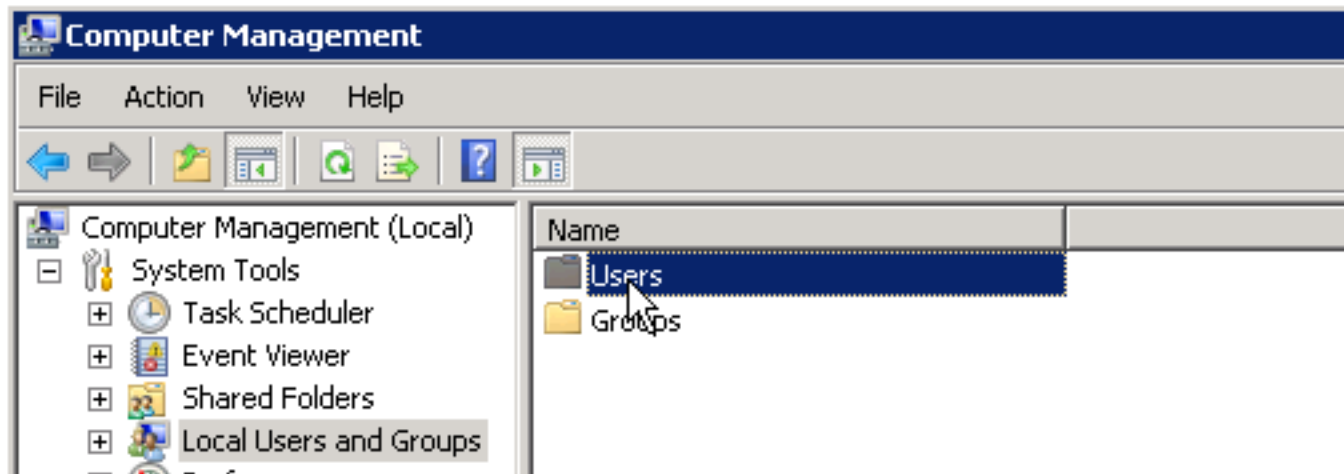 Computer Management
File Action View Help
Computer Management (Local)
System Tools
Task Scheduler
Event Viewer
Shared Folders
Local Users and Groups
Name
Users
Groups